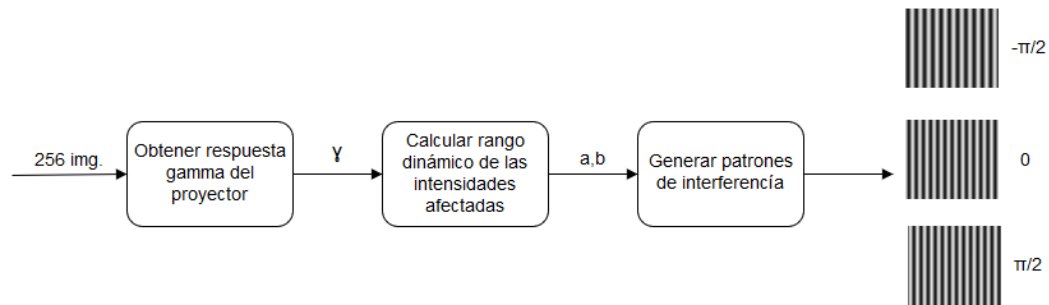 256 img.
Obtener respuesta
gamma del
proyector
ɣ
Calcular rango
dinámico de las
intensidades
afectadas
a,b
Generar patrones
de interferencía
-π/2
0
π/2